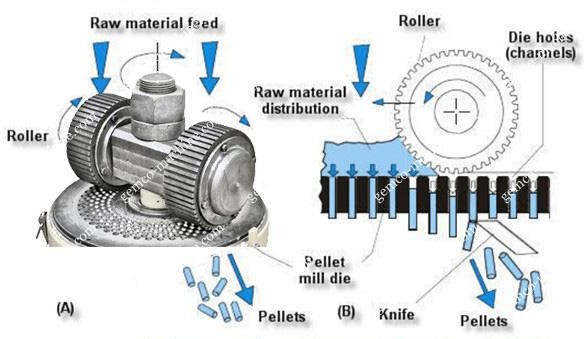 Raw material feed
Roller
Roller
Die holes
(channels)
Raw material
distribution
Pellet
mill die
(A)
Pellets
(B)
Knife
Pellets